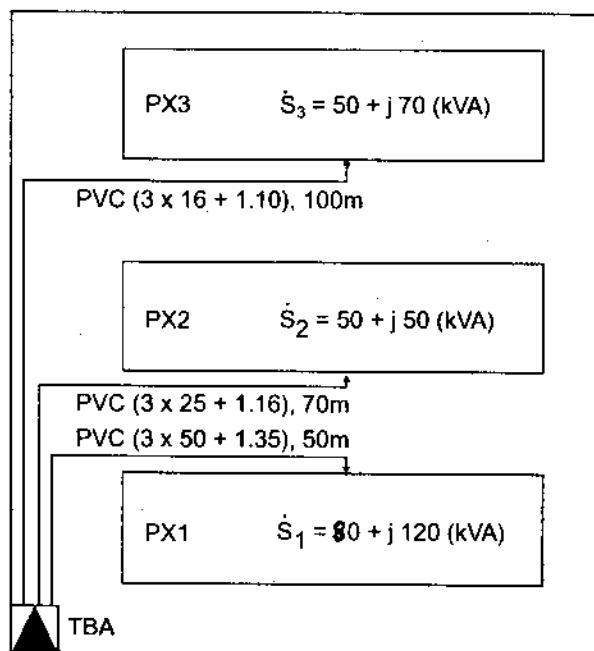 PX3 Ṡ₃ = 50 + j 70 (kVA)
PVC (3 x 16 + 1.10), 100m
PX2 Ṡ₂ = 50 + j 50 (kVA)
PVC (3 x 25 + 1.16), 70m
PVC (3 x 50 + 1.35), 50m
PX1 Ṡ₁ = 80 + j 120 (kVA)
TBA